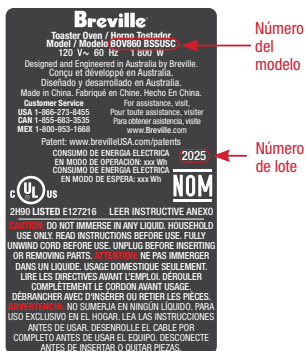 Breville®
Toaster Oven / Horno Tostador
Model / Modelo BOV860 BSSUSC
120 V~ 60 Hz 1 800 W
Designed and Engineered in Australia by Breville.
Conçu et développé en Australia.
Diseñado y desarrollado en Australia.
Made in China. Fabriqué en Chine. Hecho En China.
Customer Service For assistance, visit,
USA 1-866-273-8455 Pour toute assistance, visiter
CAN 1-855-683-3535 Para obtener asistencia, visite
MEX 1-800-953-1668 www.Breville.com
Patent: www.brevilleUSA.com/patents
CONSUMO DE ENERGIA ELECTRICA
EN MODO DE OPERACION: xxx Wh
CONSUMO DE ENERGIA ELECTRICA
EN MODO DE ESPERA: xxx Wh
2025
c UL® us
NOM
2H90 LISTED E127216 LEER INSTRUCTIVE ANEXO
CAUTION: DO NOT IMMERSE IN ANY LIQUID. HOUSEHOLD
USE ONLY. READ INSTRUCTIONS BEFORE USE. FULLY
UNWIND CORD BEFORE USE. UNPLUG BEFORE INSERTING
OR REMOVING PARTS. ATTENTION: NE PAS IMMERGER
DANS UN LIQUIDE. USAGE DOMESTIQUE SEULEMENT.
LIRE LES DIRECTIVES AVANT L'EMPLOI. DÉROULER
COMPLÈTEMENT LE CORDON AVANT USAGE.
DÉBRANCHER AVEC D'INSÉRER OU RETIER LES PIÈCES.
ADVERTENCIA: NO SUMERJA EN NINGÚN LÍQUIDO. PARA
USO EXCLUSIVO EN EL HOGAR. LEA LAS INSTRUCCIONES
ANTES DE USAR. DESENROLLE EL CABLE POR
COMPLETO ANTES DE USAR EL EQUIPO. DESCONECTE
ANTES DE INSERTAR O QUITAR PIEZAS.
Número
del
modelo
Número
de lote